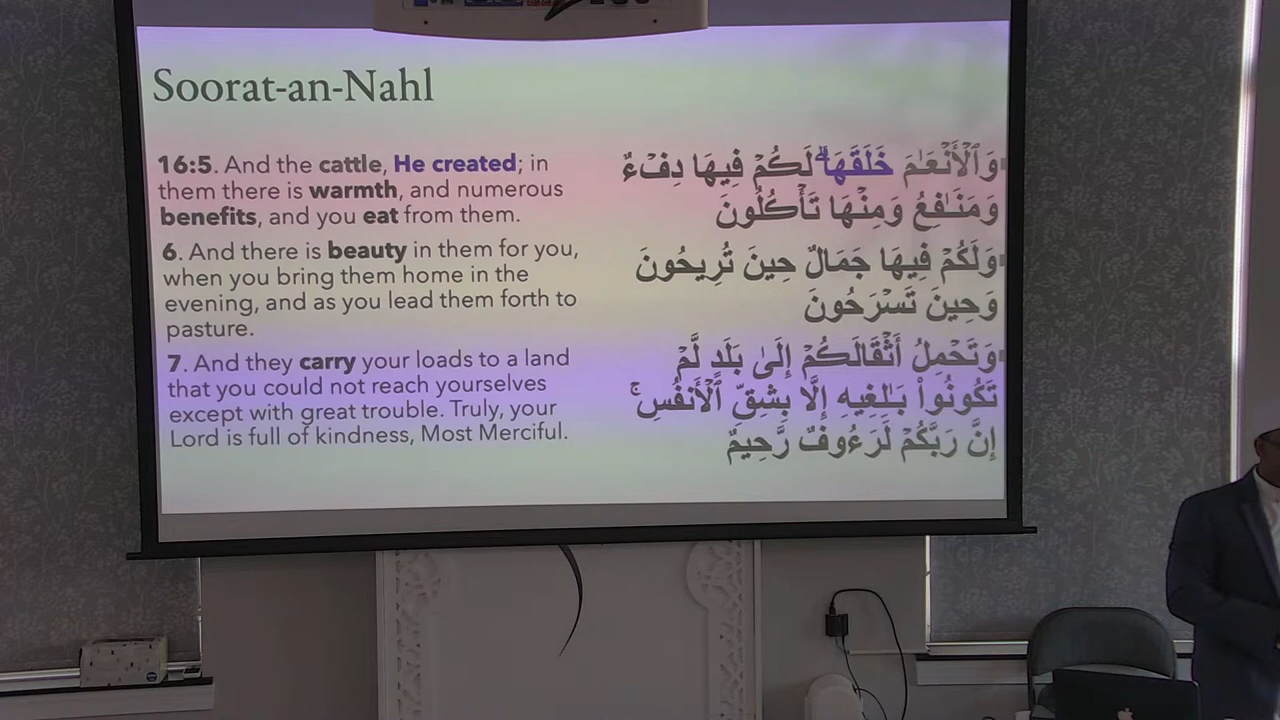 Soorat-an-Nahl
16:5. And the cattle, He created; in
them there is warmth, and numerous
benefits, and you eat from them.
6. And there is beauty in them for you,
when you bring them home in the
evening, and as you lead them forth to
pasture.
7. And they carry your loads to a land
that you could not reach yourselves
except with great trouble. Truly, your
Lord is full of kindness, Most Merciful.
وَٱلْأَنْعَـٰمَ خَلَقَهَا ۗ لَكُمْ فِيهَا دِفْءٌ
وَمَنَـٰفِعُ وَمِنْهَا تَأْكُلُونَ
وَلَكُمْ فِيهَا جَمَالٌ حِينَ تُرِيحُونَ
وَحِينَ تَسْرَحُونَ
وَتَحْمِلُ أَثْقَالَكُمْ إِلَىٰ بَلَدٍ لَّمْ
تَكُونُوا۟ بَـٰلِغِيهِ إِلَّا بِشِقِّ ٱلْأَنفُسِ ۚ
إِنَّ رَبَّكُمْ لَرَءُوفٌ رَّحِيمٌ